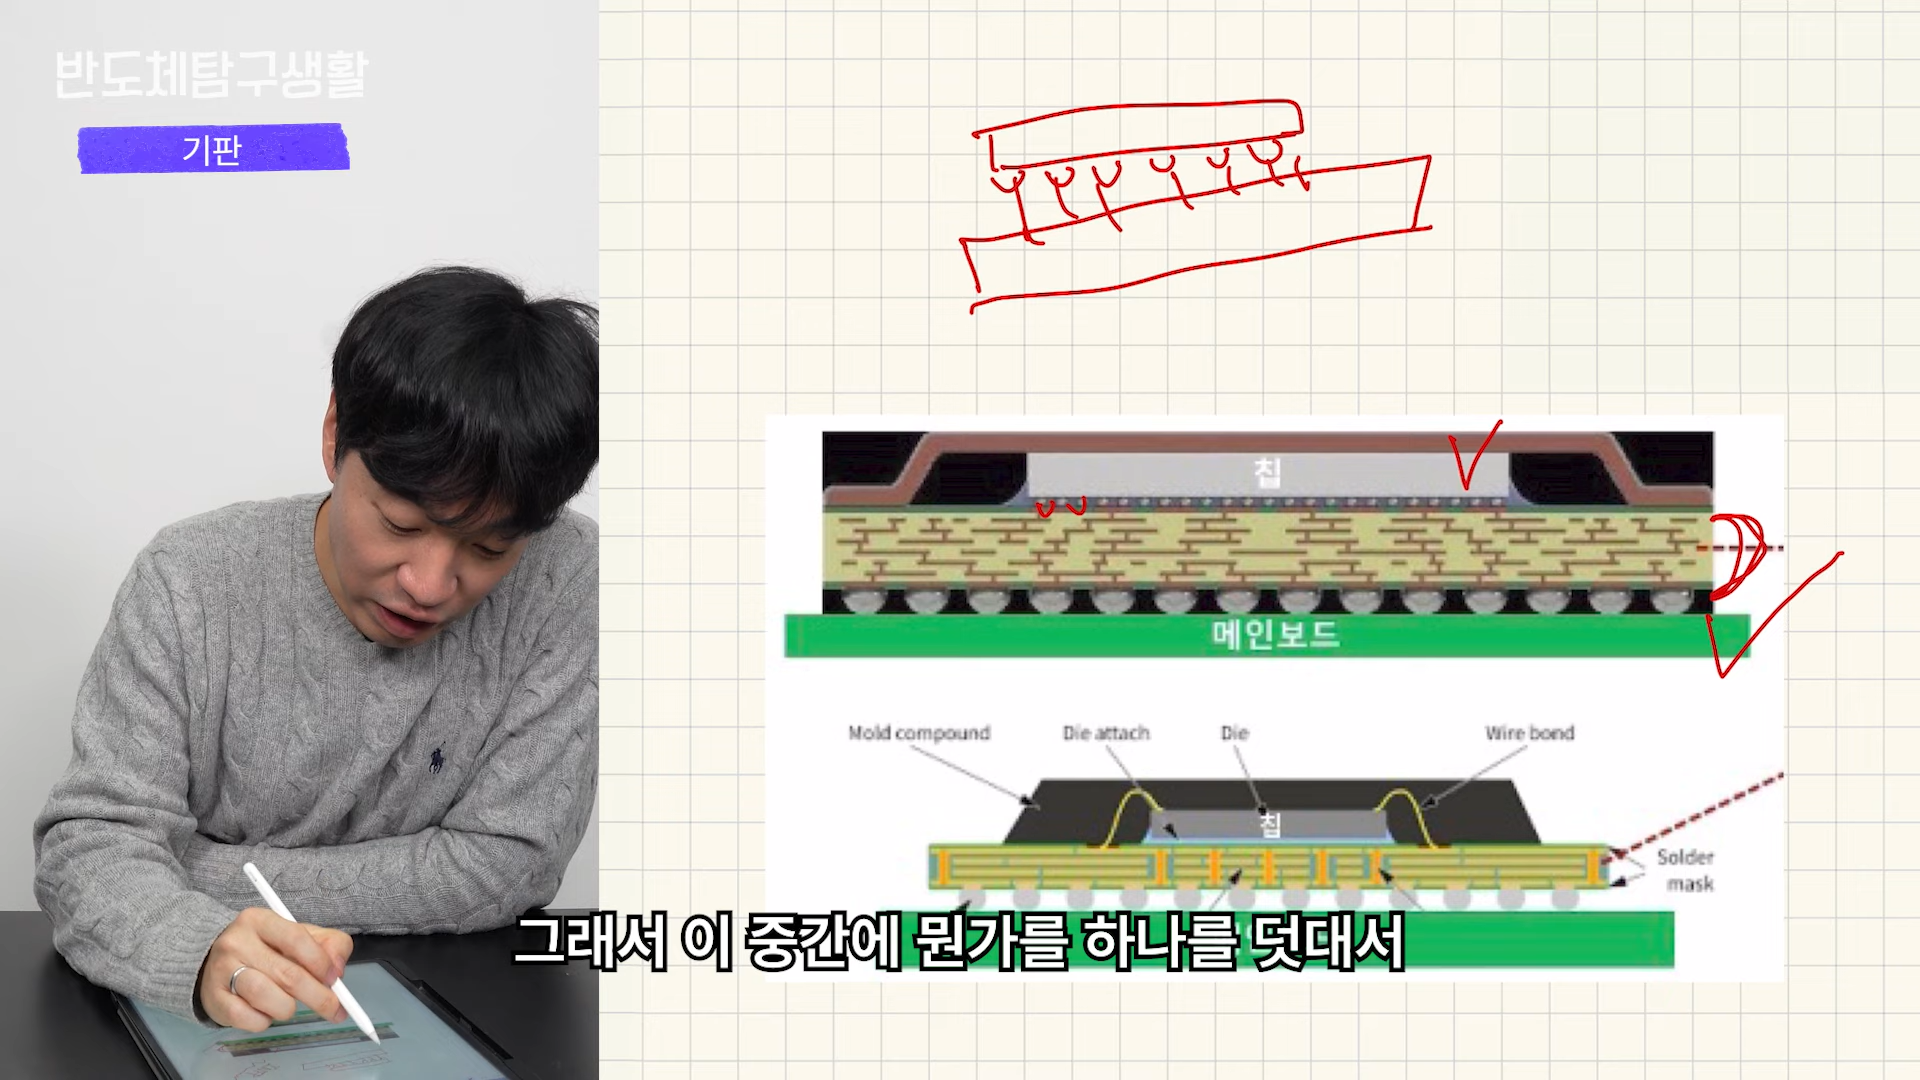 반도체탐구생활
기판
칩
메인보드
Mold compound
Die attach
Die
Wire bond
칩
Solder
mask
그래서 이 중간에 뭔가를 하나를 덧대서